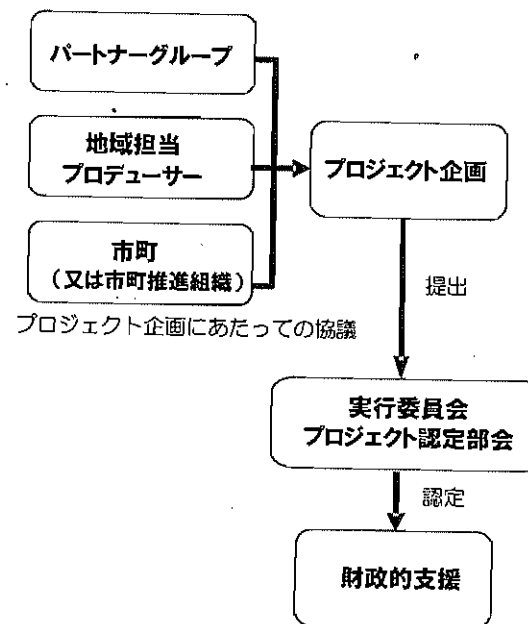 パートナーグループ
地域担当
プロデューサー
市町
(又は市町推進組織)
プロジェクト企画にあたっての協議
プロジェクト企画
提出
実行委員会
プロジェクト認定部会
認定
財政的支援